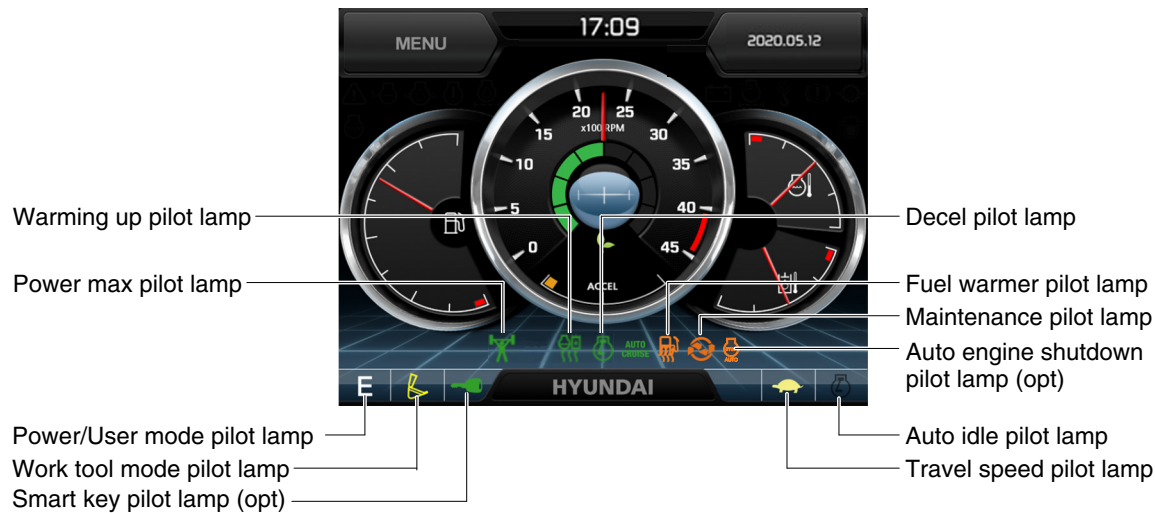 MENU
17:09
2020.05.12
20
25
x100 RPM
15
30
10
35
5
40
0
45
ACCEL
AUTO
CRUISE
AUTO
E
HYUNDAI
Warming up pilot lamp
Power max pilot lamp
Power/User mode pilot lamp
Work tool mode pilot lamp
Smart key pilot lamp (opt)
Decel pilot lamp
Fuel warmer pilot lamp
Maintenance pilot lamp
Auto engine shutdown
pilot lamp (opt)
Auto idle pilot lamp
Travel speed pilot lamp